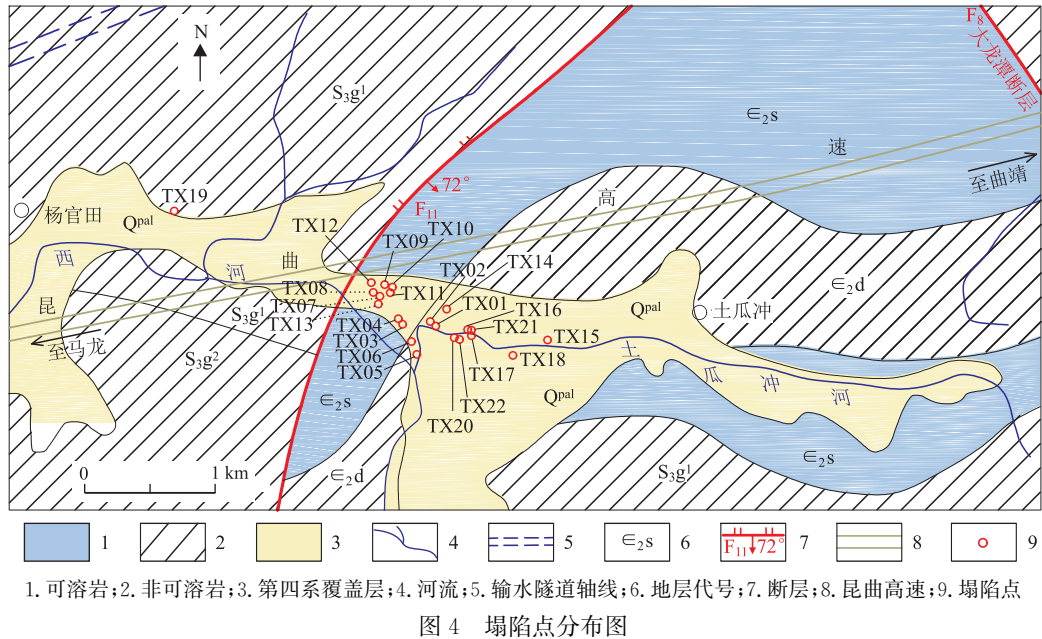 N
F₈
大龙潭断层
S₃g¹
∈₂s
速
至曲靖
72°
F₁₁
高
TX19
杨官田
Qᵖᵃˡ
TX12
TX09
TX10
TX02
TX14
西
河
曲
TX08
TX11
TX01
TX16
Qᵖᵃˡ
∈₂d
土瓜冲
TX07
TX13
昆
S₃g¹
TX04
TX21
TX15
至马龙
S₃g²
TX03
TX06
TX05
TX17
TX18
土
瓜
冲
河
∈₂s
TX22
TX20
Qᵖᵃˡ
∈₂s
∈₂d
S₃g¹
0 1 km
1 2 3 4 5 ∈₂s 6 F₁₁ 72° 7 8 9
1.可溶岩;2.非可溶岩;3.第四系覆盖层;4.河流;5.输水隧道轴线;6.地层代号;7.断层;8.昆曲高速;9.塌陷点
图 4 塌陷点分布图